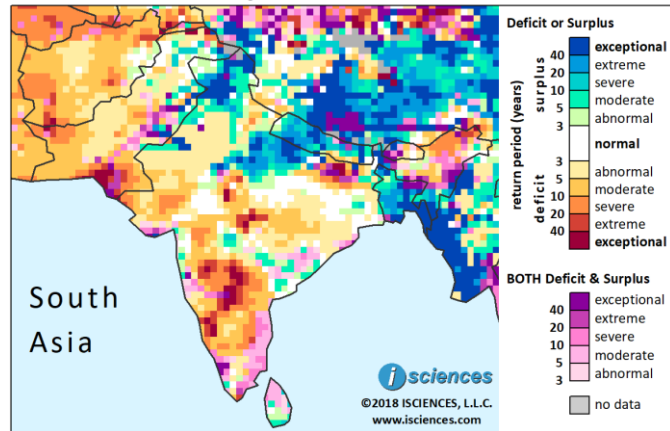 South
Asia
i sciences
©2018 ISCIENCES, L.L.C.
www.isciences.com
Deficit or Surplus
return period (years)
surplus
deficit
40
20
10
5
3
3
5
10
20
40
exceptional
extreme
severe
moderate
abnormal
normal
abnormal
moderate
severe
extreme
exceptional
BOTH Deficit & Surplus
40
20
10
5
3
exceptional
extreme
severe
moderate
abnormal
no data